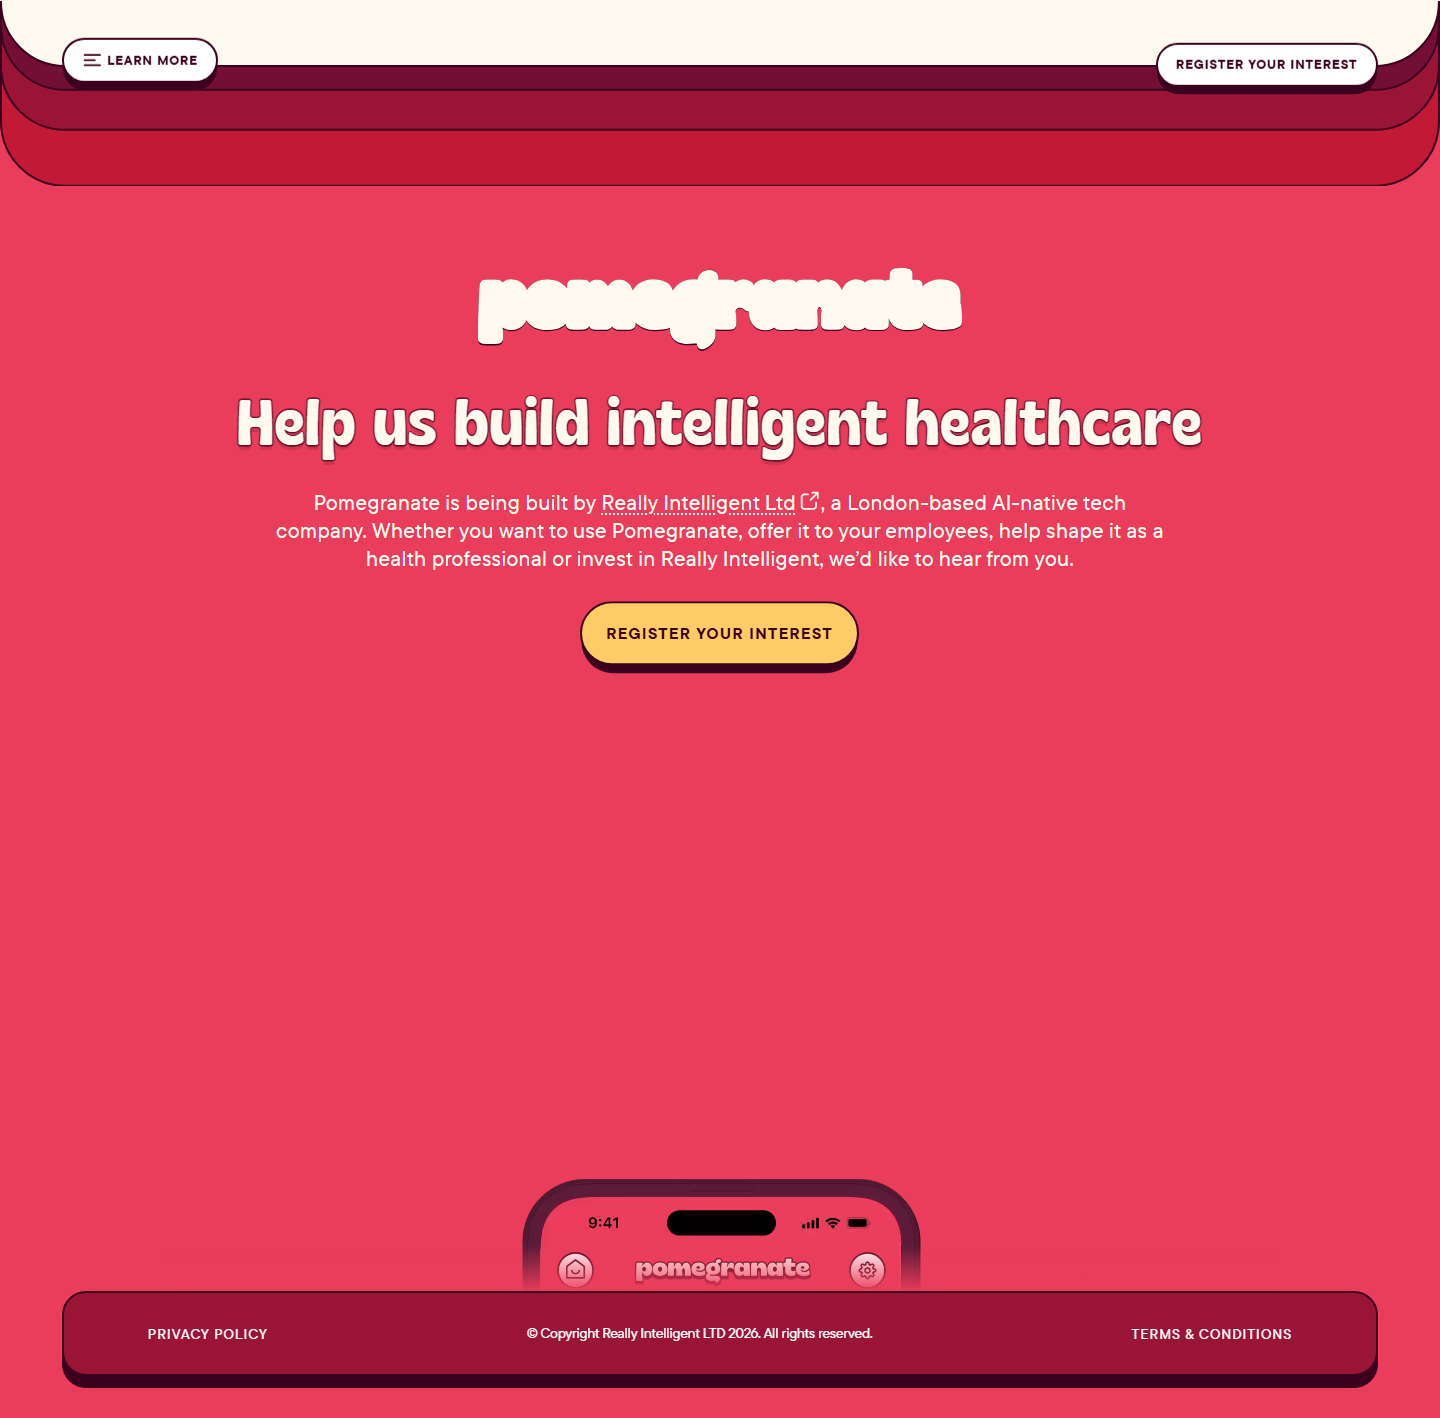 LEARN MORE
REGISTER YOUR INTEREST
pomegranate
Help us build intelligent healthcare
Pomegranate is being built by Really Intelligent Ltd, a London-based AI-native tech
company. Whether you want to use Pomegranate, offer it to your employees, help shape it as a
health professional or invest in Really Intelligent, we’d like to hear from you.
REGISTER YOUR INTEREST
9:41
pomegranate
PRIVACY POLICY
© Copyright Really Intelligent LTD 2026. All rights reserved.
TERMS & CONDITIONS